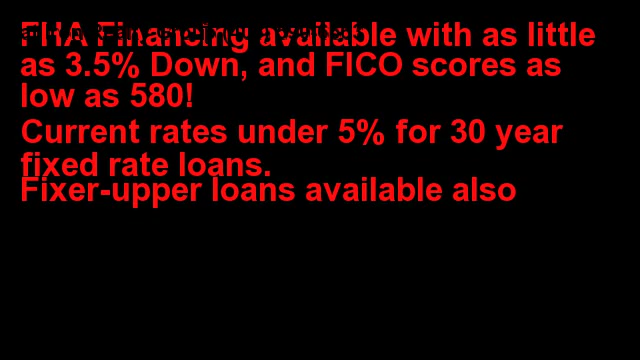 FHA Financing available with as little
as 3.5% Down, and FICO scores as
low as 580!
Current rates under 5% for 30 year
fixed rate loans.
Fixer-upper loans available also